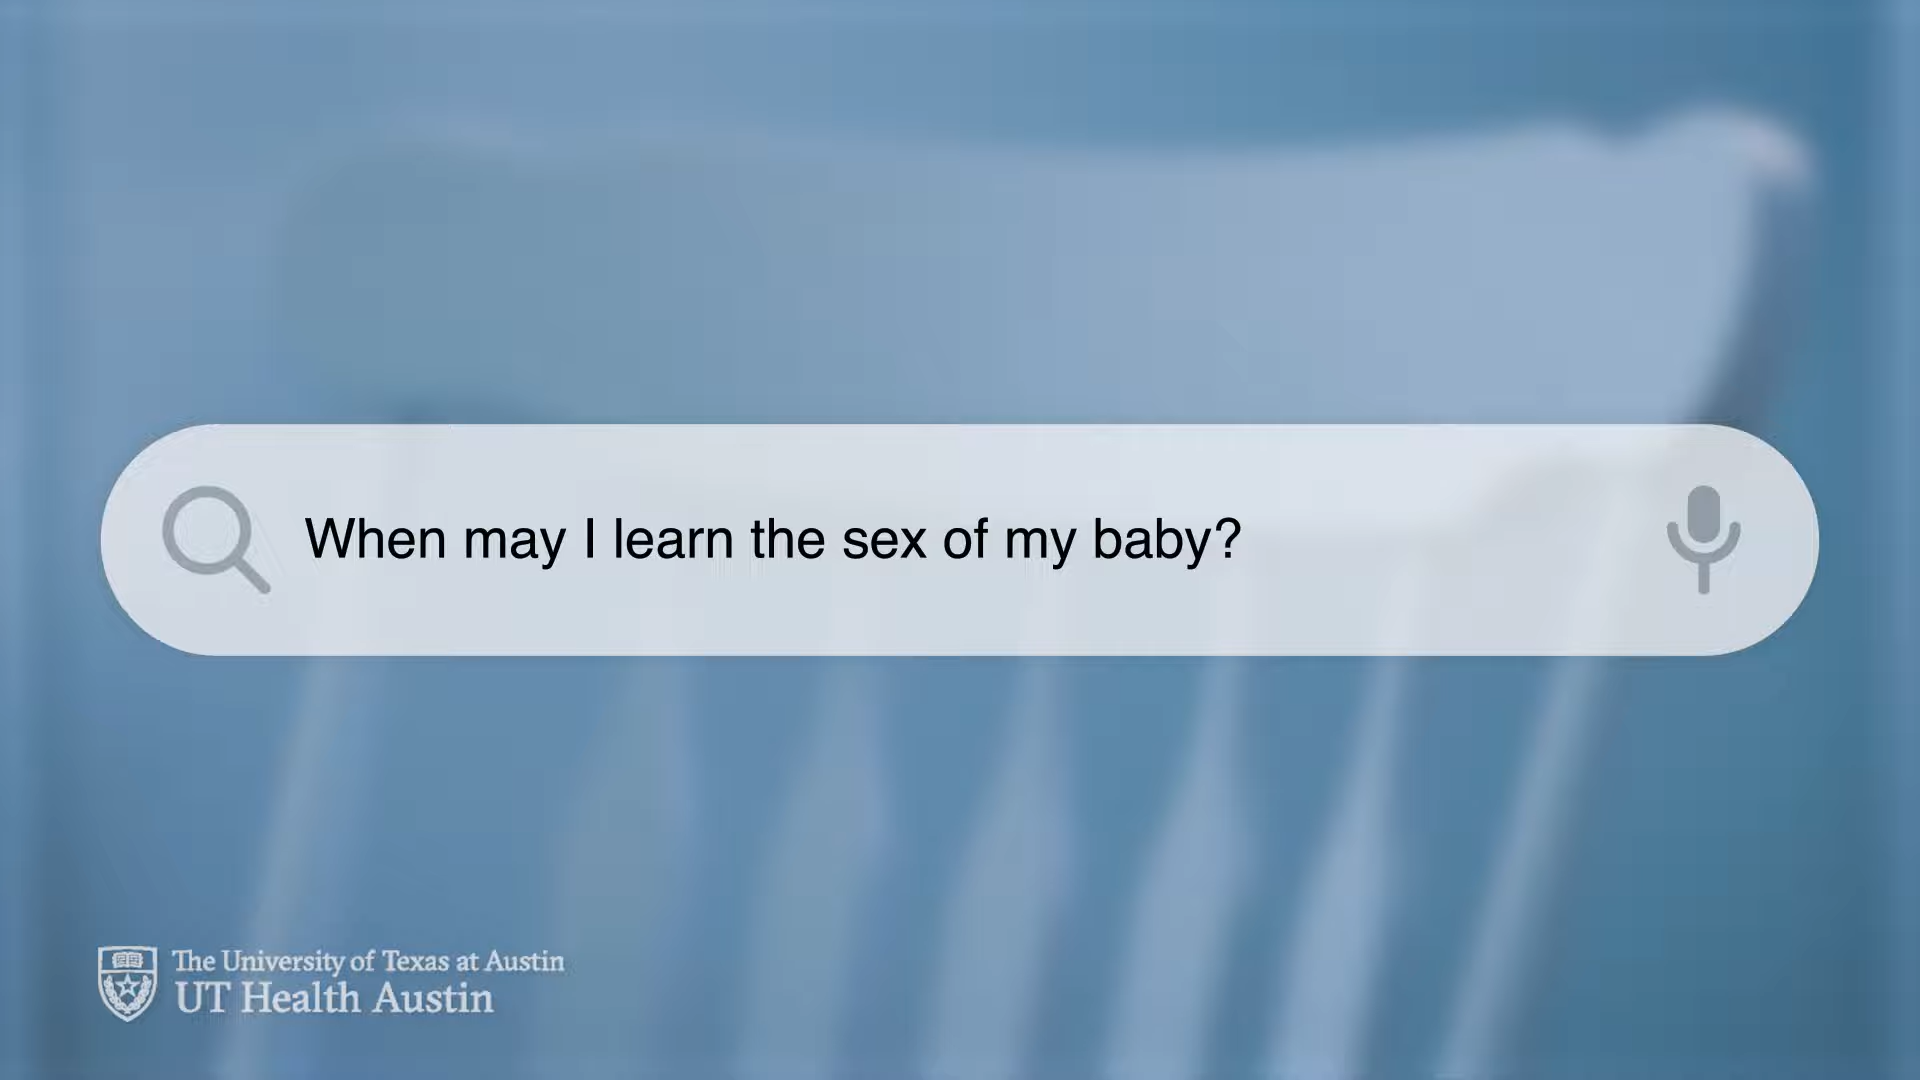 When may I learn the sex of my baby?
The University of Texas at Austin
UT Health Austin